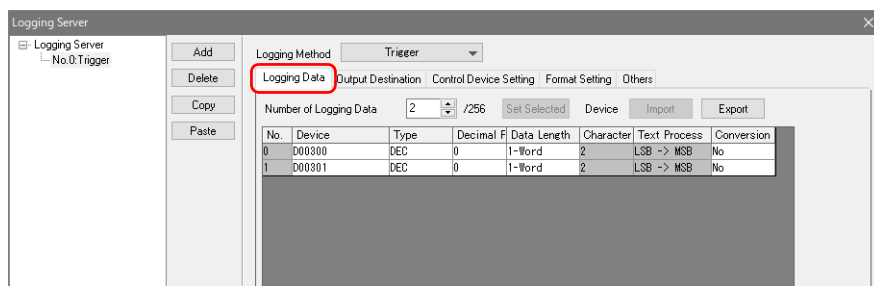 Logging Server ×
Logging Server
No.0:Trigger
Add
Delete
Copy
Paste
Logging Method Trigger
Logging Data Output Destination Control Device Setting Format Setting Others
Number of Logging Data 2 /256 Set Selected Device Import Export
No. Device Type Decimal F Data Length Character Text Process Conversion
0 D00300 DEC 0 1-Word 2 LSB -> MSB No
1 D00301 DEC 0 1-Word 2 LSB -> MSB No